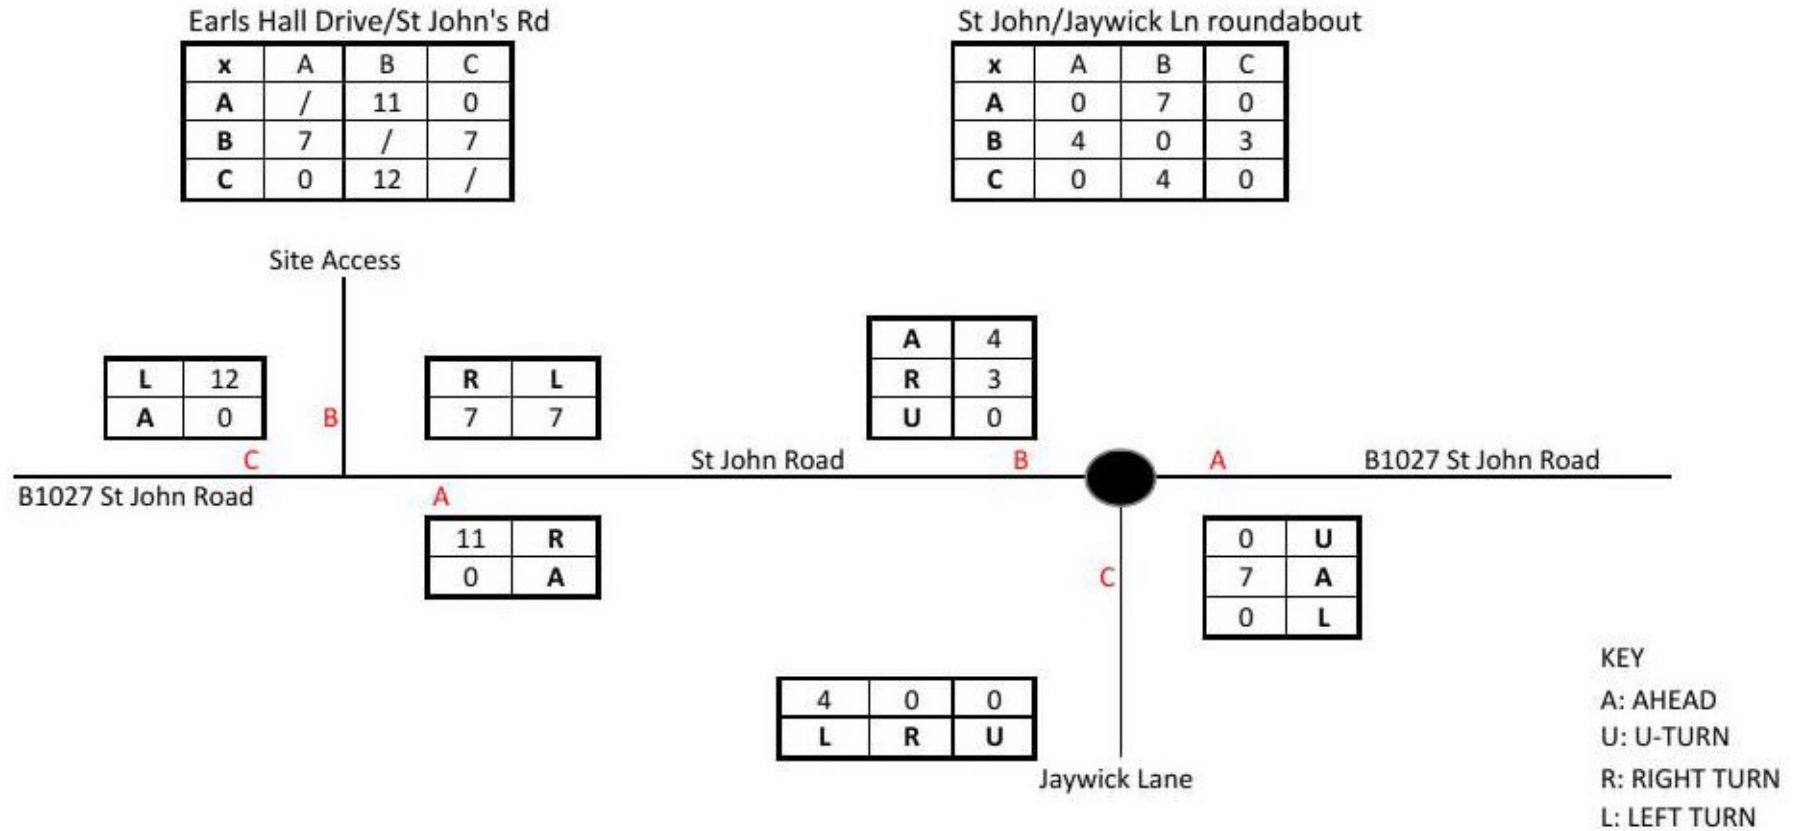 Earls Hall Drive/St John's Rd
x A B C
A / 11 0
B 7 / 7
C 0 12 /
St John/Jaywick Ln roundabout
x A B C
A 0 7 0
B 4 0 3
C 0 4 0
Site Access
L 12
A 0
B
R L
7 7
A 4
R 3
U 0
C
St John Road
B
A
B1027 St John Road
B1027 St John Road
A
11 R
0 A
C
0 U
7 A
0 L
4 0 0
L R U
Jaywick Lane
KEY
A: AHEAD
U: U-TURN
R: RIGHT TURN
L: LEFT TURN